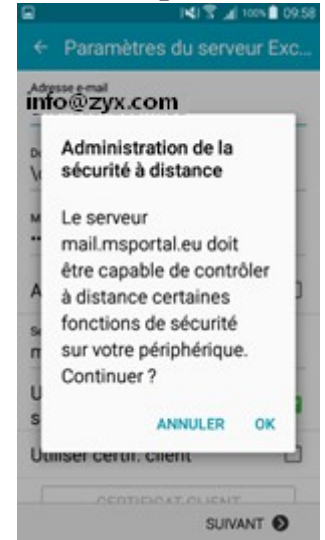 100% 09:58
Paramètres du serveur Exc...
Adresse e-mail
info@zyx.com
Administration de la
sécurité à distance
Le serveur
mail.msportal.eu doit
être capable de contrôler
à distance certaines
fonctions de sécurité
sur votre périphérique.
Continuer ?
ANNULER OK
Utiliser certif. client
CERTIFICAT CLIENT
SUIVANT